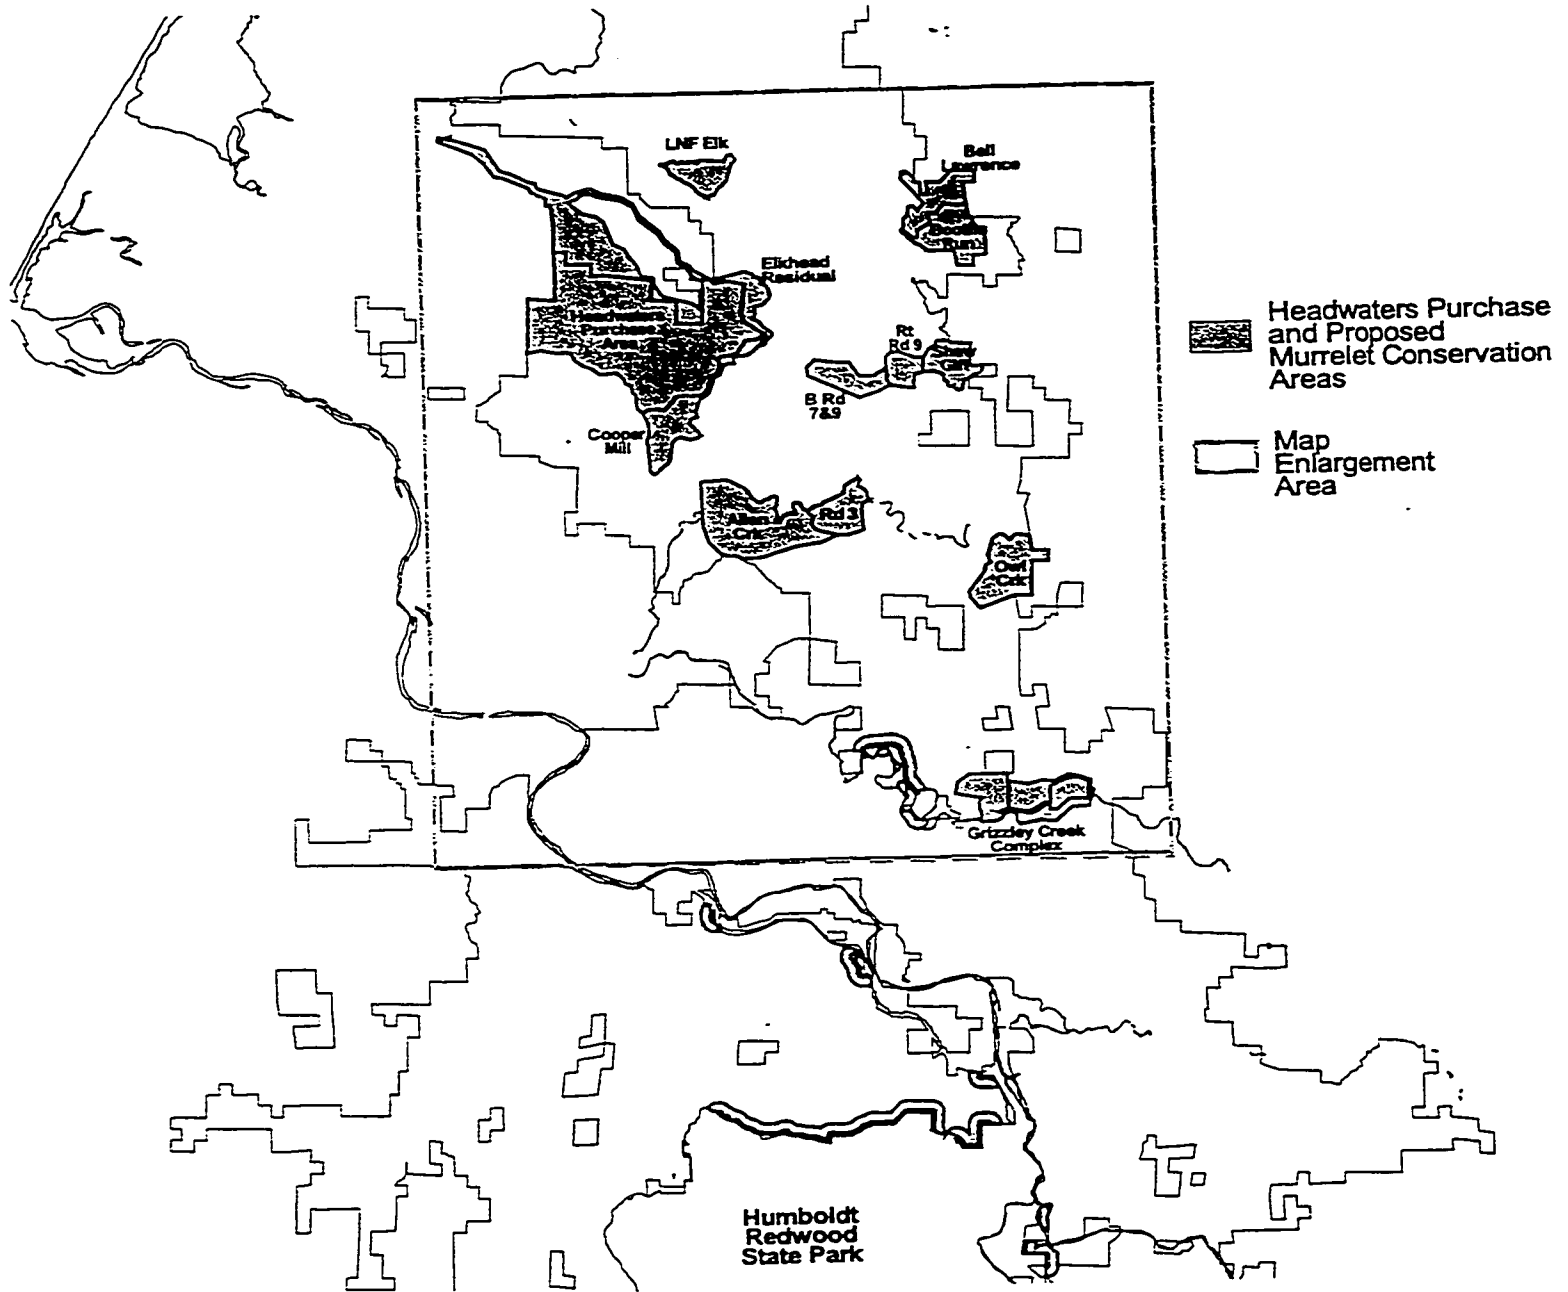 LNF Elk
Bell
Lawrence
Booths
Run
Elkhead
Residual
Headwaters
Purchase
Area
Rt
Rd 9
Shaw
Gift
B Rd
7&9
Cooper
Mill
Allen
Crk
Rd 3
Owl
Crk
Grizzley Creek
Complex
Humboldt
Redwood
State Park
Headwaters Purchase
and Proposed
Murrelet Conservation
Areas
Map
Enlargement
Area